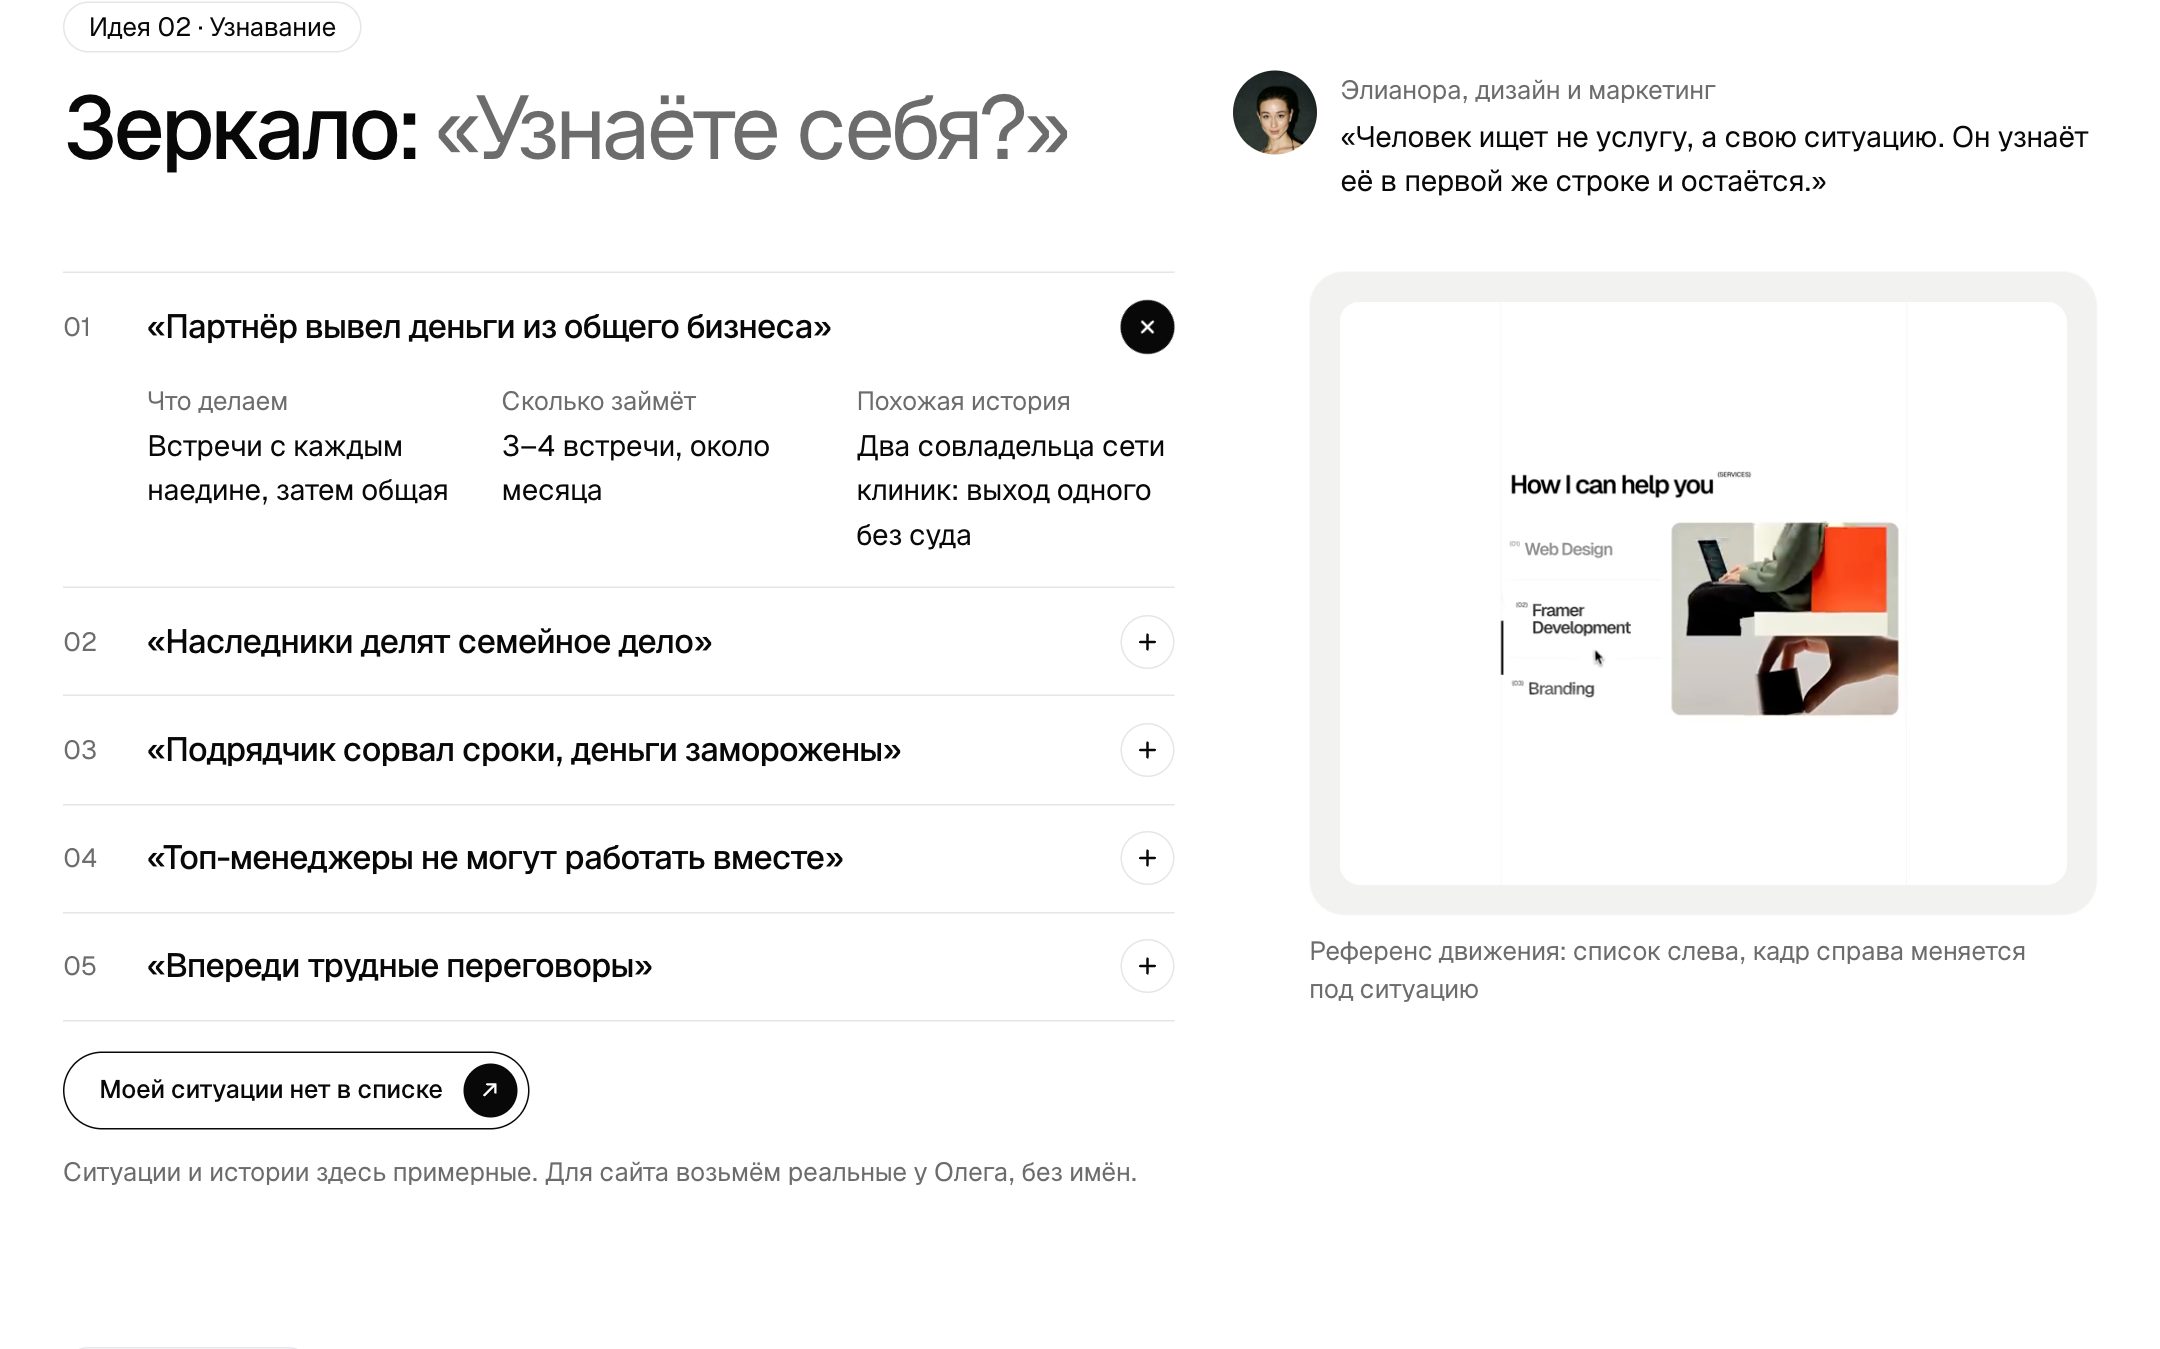 Идея 02 · Узнавание
Зеркало: «Узнаёте себя?»
Элианора, дизайн и маркетинг
«Человек ищет не услугу, а свою ситуацию. Он узнаёт
её в первой же строке и остаётся.»
01 «Партнёр вывел деньги из общего бизнеса»
Что делаем
Встречи с каждым
наедине, затем общая
Сколько займёт
3–4 встречи, около
месяца
Похожая история
Два совладельца сети
клиник: выход одного
без суда
02 «Наследники делят семейное дело»
03 «Подрядчик сорвал сроки, деньги заморожены»
04 «Топ-менеджеры не могут работать вместе»
05 «Впереди трудные переговоры»
Моей ситуации нет в списке
Ситуации и истории здесь примерные. Для сайта возьмём реальные у Олега, без имён.
How I can help you (SERVICES)
(01) Web Design
(02) Framer
Development
(03) Branding
Референс движения: список слева, кадр справа меняется
под ситуацию